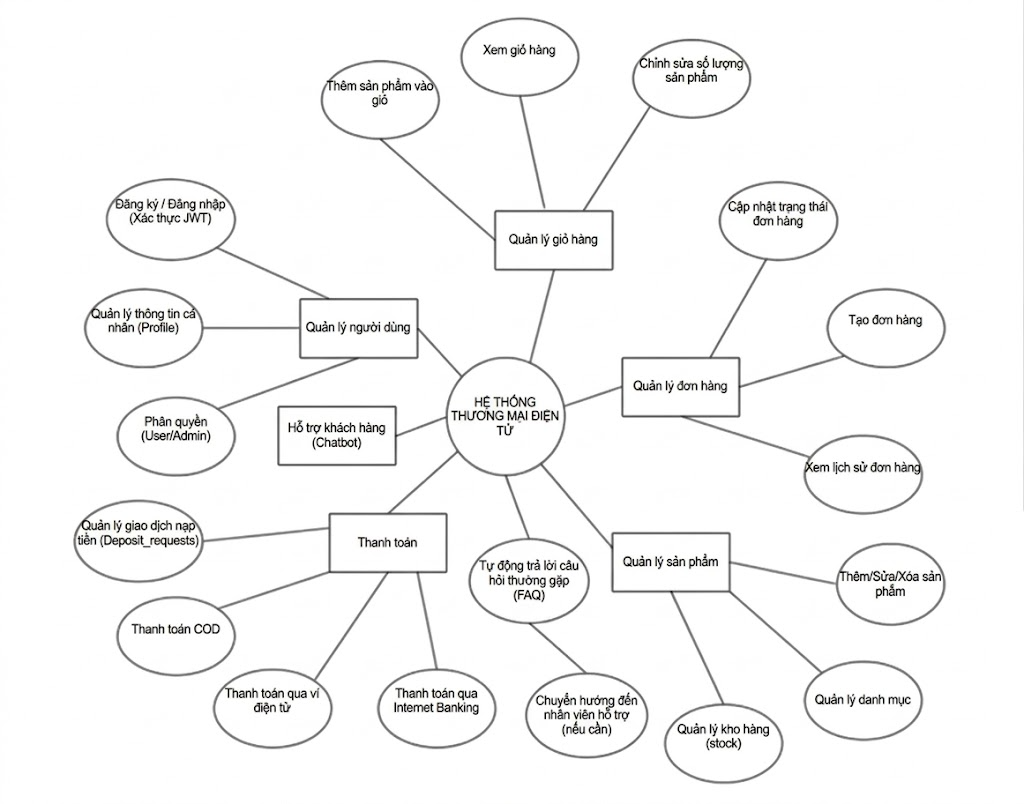 Xem giỏ hàng
Chỉnh sửa số lượng
sản phẩm
Thêm sản phẩm vào
giỏ
Đăng ký / Đăng nhập
(Xác thực JWT)
Cập nhật trạng thái
đơn hàng
Quản lý giỏ hàng
Quản lý thông tin cá
nhân (Profile)
Quản lý người dùng
Tạo đơn hàng
Quản lý đơn hàng
HỆ THỐNG
THƯƠNG MẠI ĐIỆN
TỬ
Phân quyền
(User/Admin)
Hỗ trợ khách hàng
(Chatbot)
Xem lịch sử đơn hàng
Quản lý giao dịch nạp
tiền (Deposit_requests)
Thanh toán
Tự động trả lời câu
hỏi thường gặp
(FAQ)
Quản lý sản phẩm
Thêm/Sửa/Xóa sản
phẩm
Thanh toán COD
Thanh toán qua ví
điện tử
Thanh toán qua
Internet Banking
Chuyển hướng đến
nhân viên hỗ trợ
(nếu cần)
Quản lý kho hàng
(stock)
Quản lý danh mục